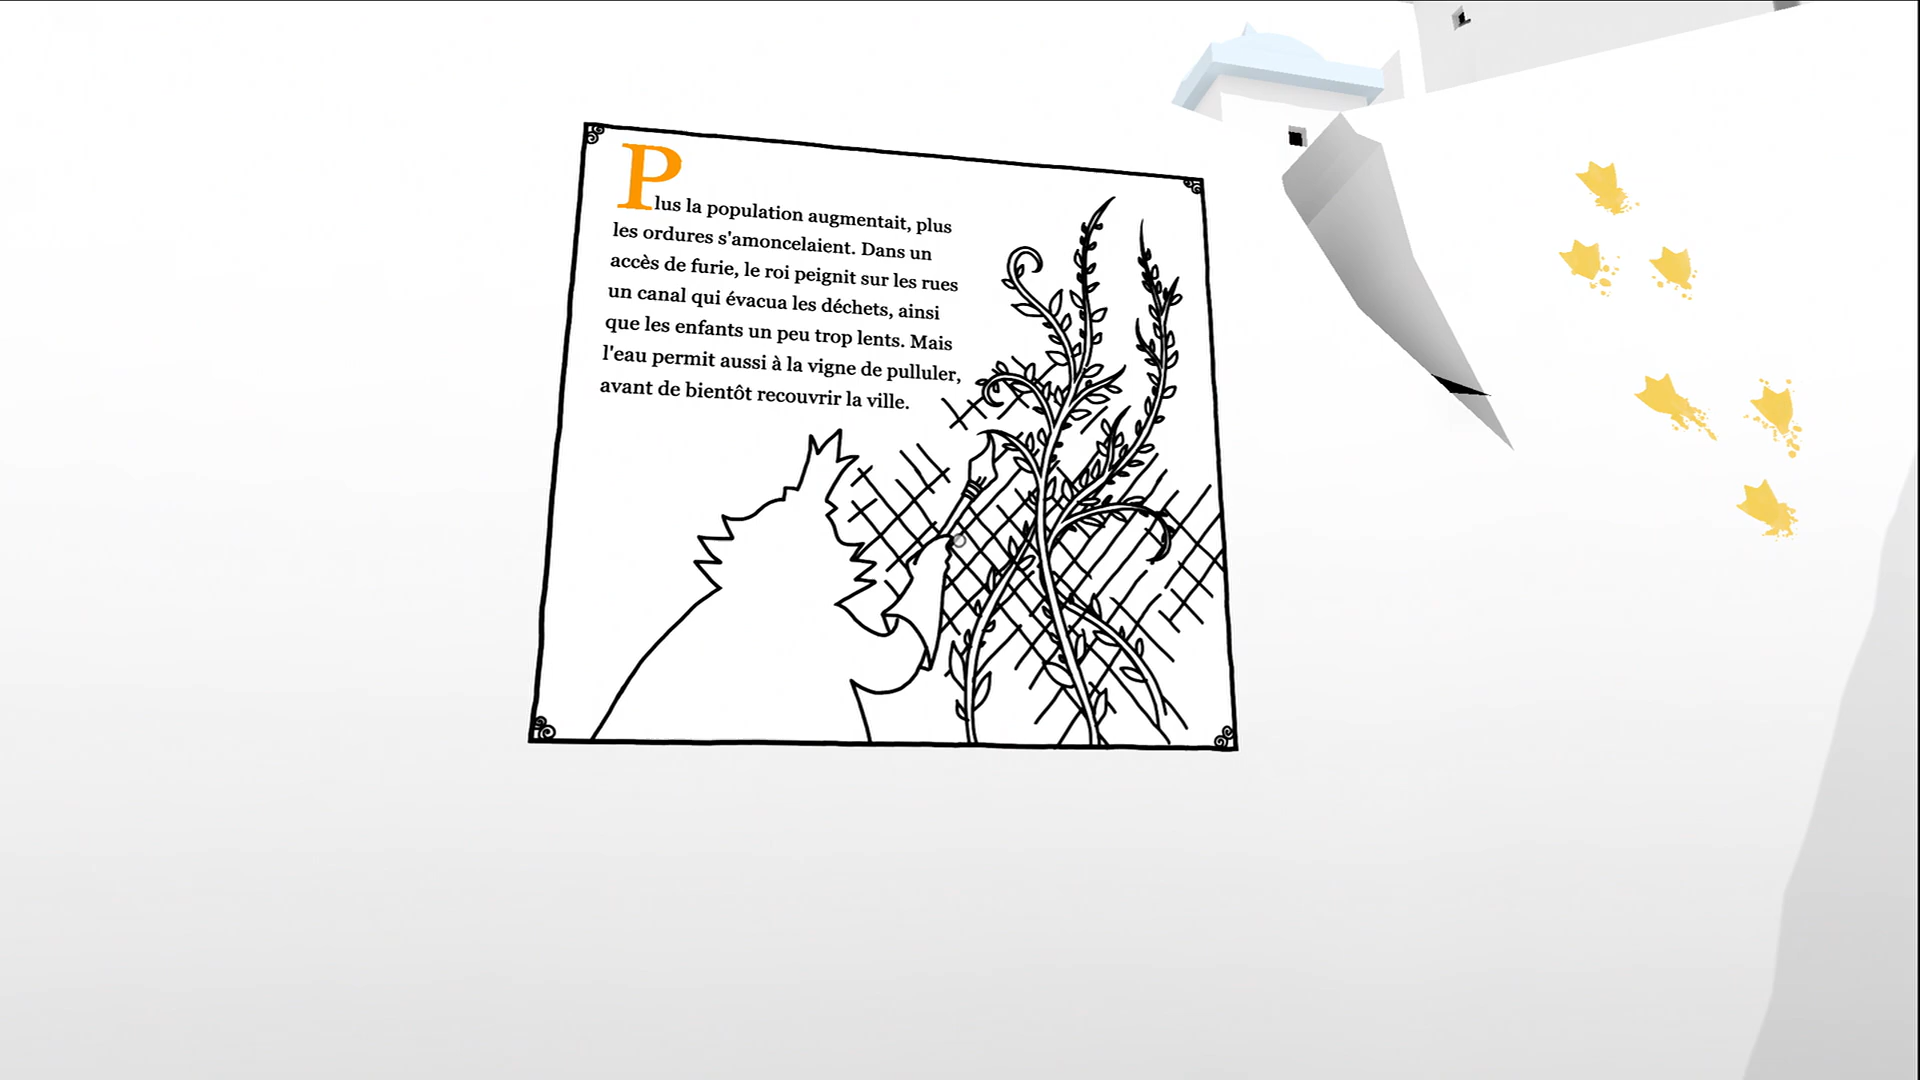 Plus la population augmentait, plus
les ordures s'amoncelaient. Dans un
accès de furie, le roi peignit sur les rues
un canal qui évacua les déchets, ainsi
que les enfants un peu trop lents. Mais
l'eau permit aussi à la vigne de pulluler,
avant de bientôt recouvrir la ville.